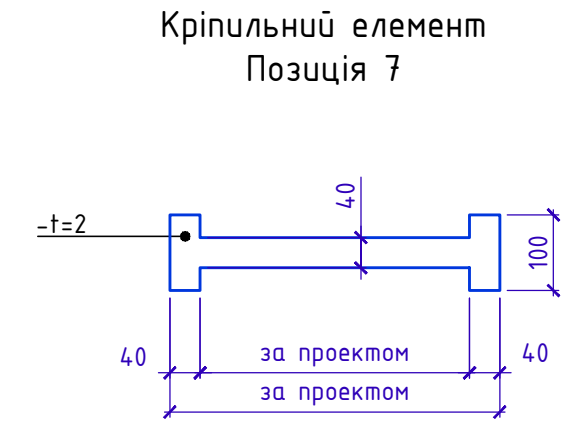 Кріпильний елемент
Позиція 7
40
-t=2
100
40
за проектом
40
за проектом